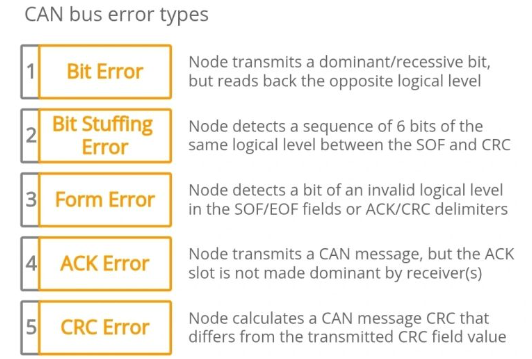 CAN bus error types
1
Bit Error
Node transmits a dominant/recessive bit,
but reads back the opposite logical level
2
Bit Stuffing
Error
Node detects a sequence of 6 bits of the
same logical level between the SOF and CRC
3
Form Error
Node detects a bit of an invalid logical level
in the SOF/EOF fields or ACK/CRC delimiters
4
ACK Error
Node transmits a CAN message, but the ACK
slot is not made dominant by receiver(s)
5
CRC Error
Node calculates a CAN message CRC that
differs from the transmitted CRC field value